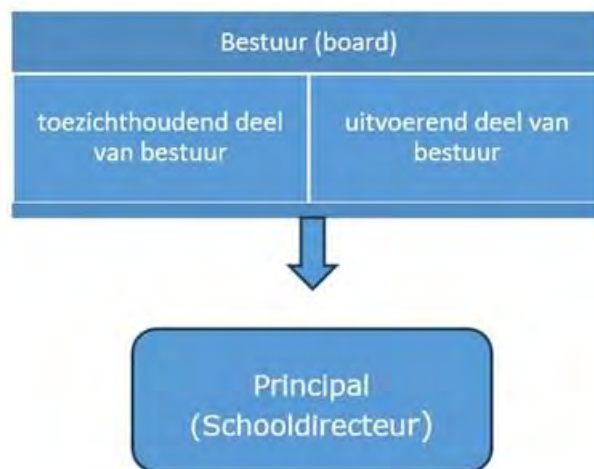 Bestuur (board)
toezichthoudend deel
van bestuur
uitvoerend deel van
bestuur
Principal
(Schooldirecteur)